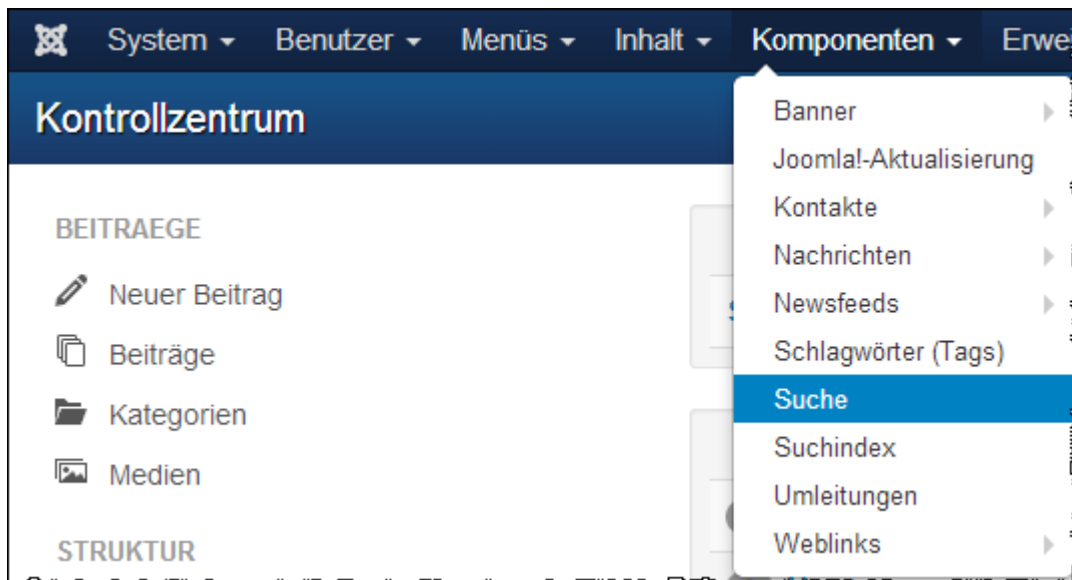 System Benutzer Menüs Inhalt Komponenten
Kontrollzentrum
Banner
Joomla!-Aktualisierung
Kontakte
Nachrichten
Newsfeeds
Schlagwörter (Tags)
Suche
Suchindex
Umleitungen
Weblinks
BEITRAEGE
Neuer Beitrag
Beiträge
Kategorien
Medien
STRUKTUR